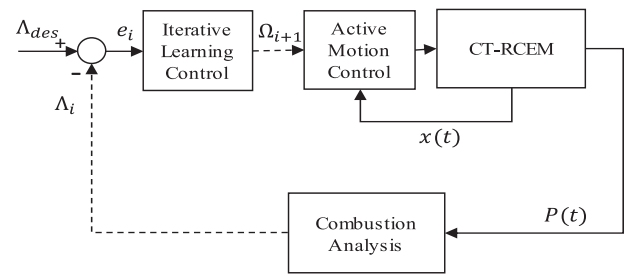 Λdes
+
-
ei
Iterative
Learning
Control
Ωi+1
Active
Motion
Control
CT-RCEM
Λi
x(t)
P(t)
Combustion
Analysis